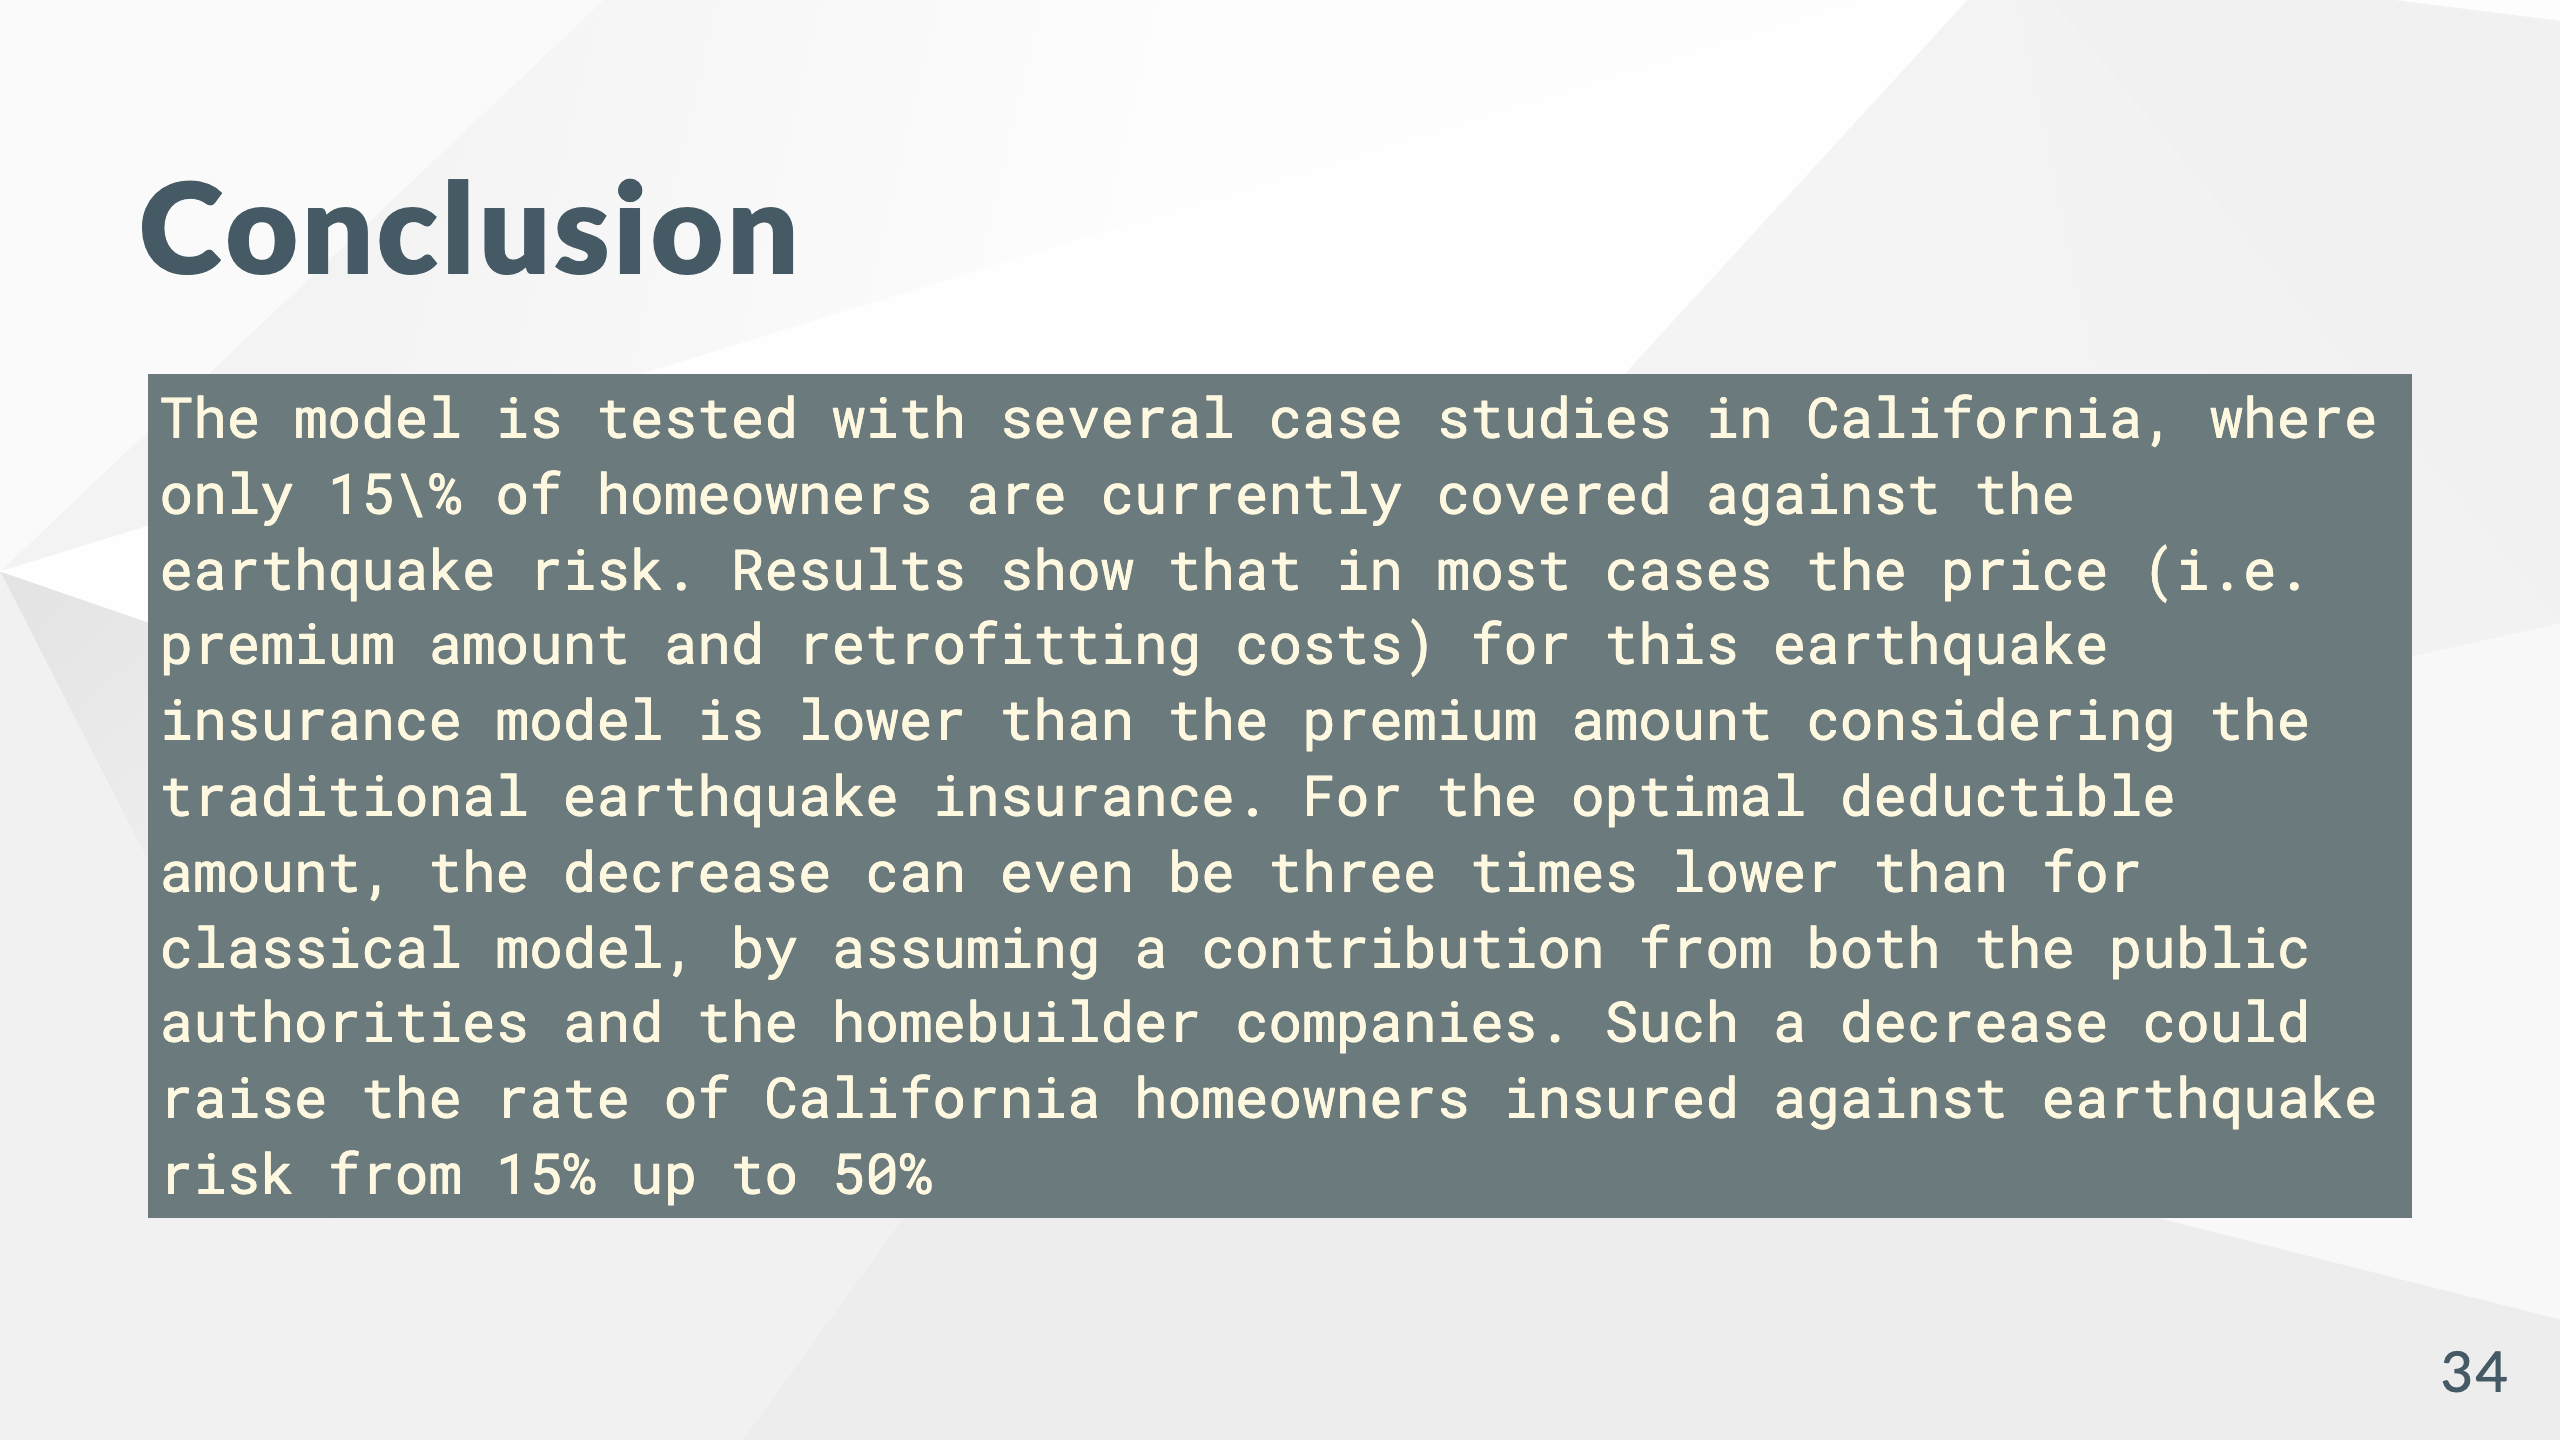 Conclusion
The model is tested with several case studies in California, where
only 15\% of homeowners are currently covered against the
earthquake risk. Results show that in most cases the price (i.e.
premium amount and retrofitting costs) for this earthquake
insurance model is lower than the premium amount considering the
traditional earthquake insurance. For the optimal deductible
amount, the decrease can even be three times lower than for
classical model, by assuming a contribution from both the public
authorities and the homebuilder companies. Such a decrease could
raise the rate of California homeowners insured against earthquake
risk from 15% up to 50%
34